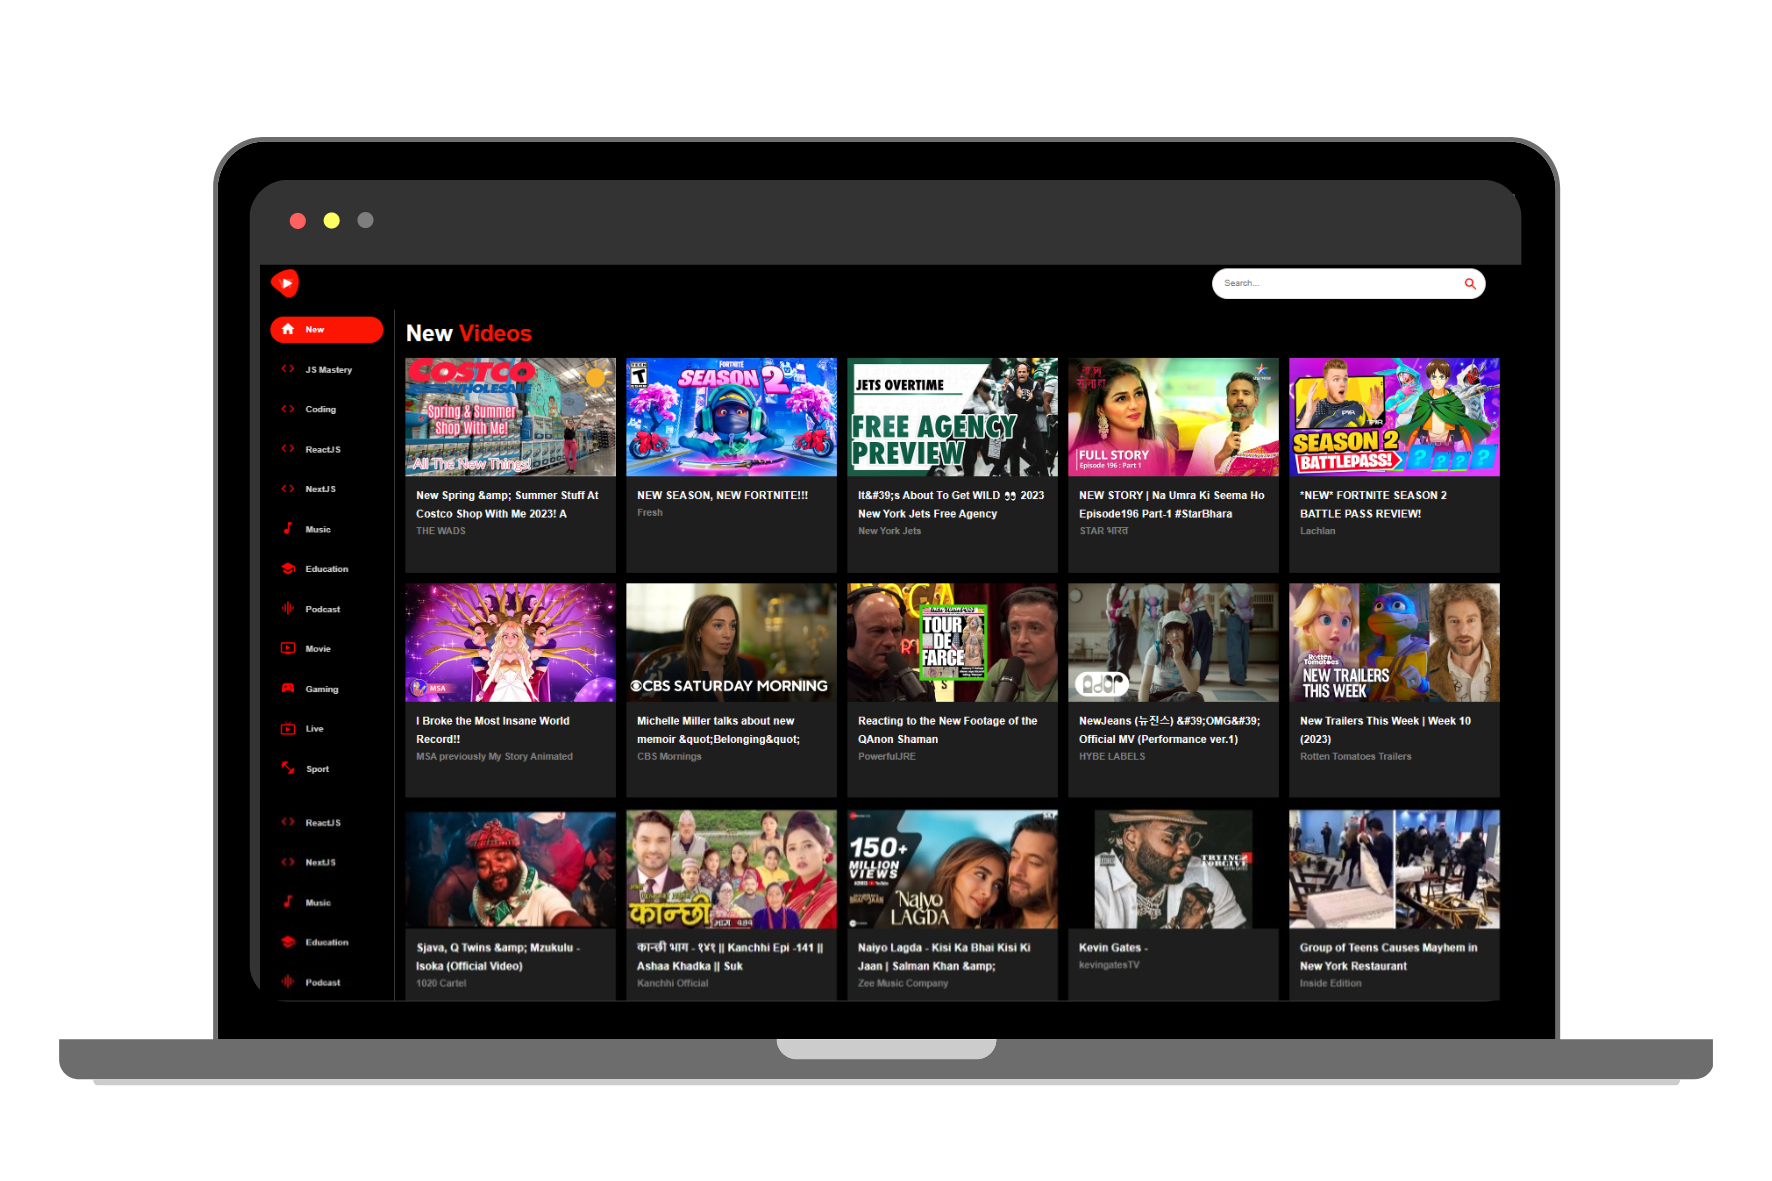 Search...
New
JS Mastery
Coding
ReactJS
NextJS
Music
Education
Podcast
Movie
Gaming
Live
Sport
ReactJS
NextJS
Music
Education
Podcast
New Videos
COSTCO
WHOLESALE
Spring & Summer
Shop With Me!
All The New Things!
New Spring &amp; Summer Stuff At
Costco Shop With Me 2023! A
THE WADS
TEEN
T
FORTNITE
SEASON 2
NEW SEASON, NEW FORTNITE!!!
Fresh
JETS OVERTIME
FREE AGENCY
PREVIEW
It&#39;s About To Get WILD 👀 2023
New York Jets Free Agency
New York Jets
FULL STORY
Episode 196 : Part 1
NEW STORY | Na Umra Ki Seema Ho
Episode196 Part-1 #StarBhara
STAR भारत
SEASON 2
BATTLEPASS!
? ? ? ?
*NEW* FORTNITE SEASON 2
BATTLE PASS REVIEW!
Lachlan
MSA
I Broke the Most Insane World
Record!!
MSA previously My Story Animated
CBS SATURDAY MORNING
Michelle Miller talks about new
memoir &quot;Belonging&quot;
CBS Mornings
TOUR
DE
FARCE
Reacting to the New Footage of the
QAnon Shaman
PowerfulJRE
ador
NewJeans (뉴진스) &#39;OMG&#39;
Official MV (Performance ver.1)
HYBE LABELS
Rotten
Tomatoes
NEW TRAILERS
THIS WEEK
New Trailers This Week | Week 10
(2023)
Rotten Tomatoes Trailers
Sjava, Q Twins &amp; Mzukulu -
Isoka (Official Video)
1020 Cartel
कान्छी
भाग - १४१
कान्छी भाग - १४१ || Kanchhi Epi -141 ||
Ashaa Khadka || Suk
Kanchhi Official
150+
MILLION
VIEWS
Naiyo
LAGDA
Naiyo Lagda - Kisi Ka Bhai Kisi Ki
Jaan | Salman Khan &amp;
Zee Music Company
TRYING 2
FORGIVE
Kevin Gates -
kevingatesTV
Group of Teens Causes Mayhem in
New York Restaurant
Inside Edition